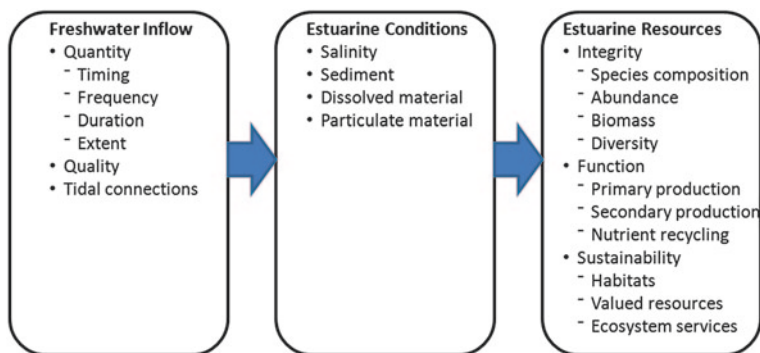 Freshwater Inflow
• Quantity
- Timing
- Frequency
- Duration
- Extent
• Quality
• Tidal connections
Estuarine Conditions
• Salinity
• Sediment
• Dissolved material
• Particulate material
Estuarine Resources
• Integrity
- Species composition
- Abundance
- Biomass
- Diversity
• Function
- Primary production
- Secondary production
- Nutrient recycling
• Sustainability
- Habitats
- Valued resources
- Ecosystem services